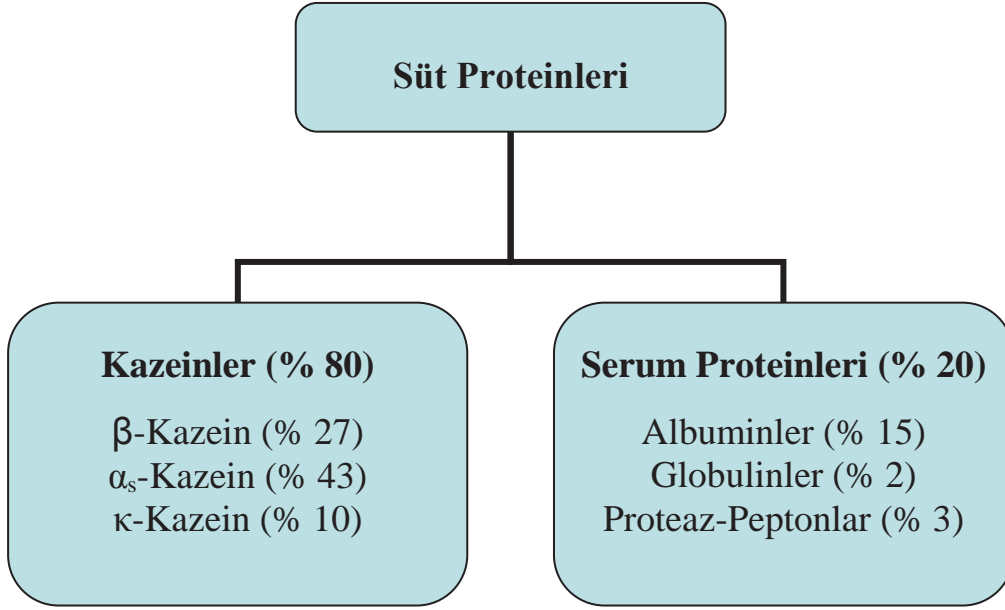 Süt Proteinleri
Kazeinler (% 80)
β-Kazein (% 27)
αs-Kazein (% 43)
κ-Kazein (% 10)
Serum Proteinleri (% 20)
Albuminler (% 15)
Globulinler (% 2)
Proteaz-Peptonlar (% 3)